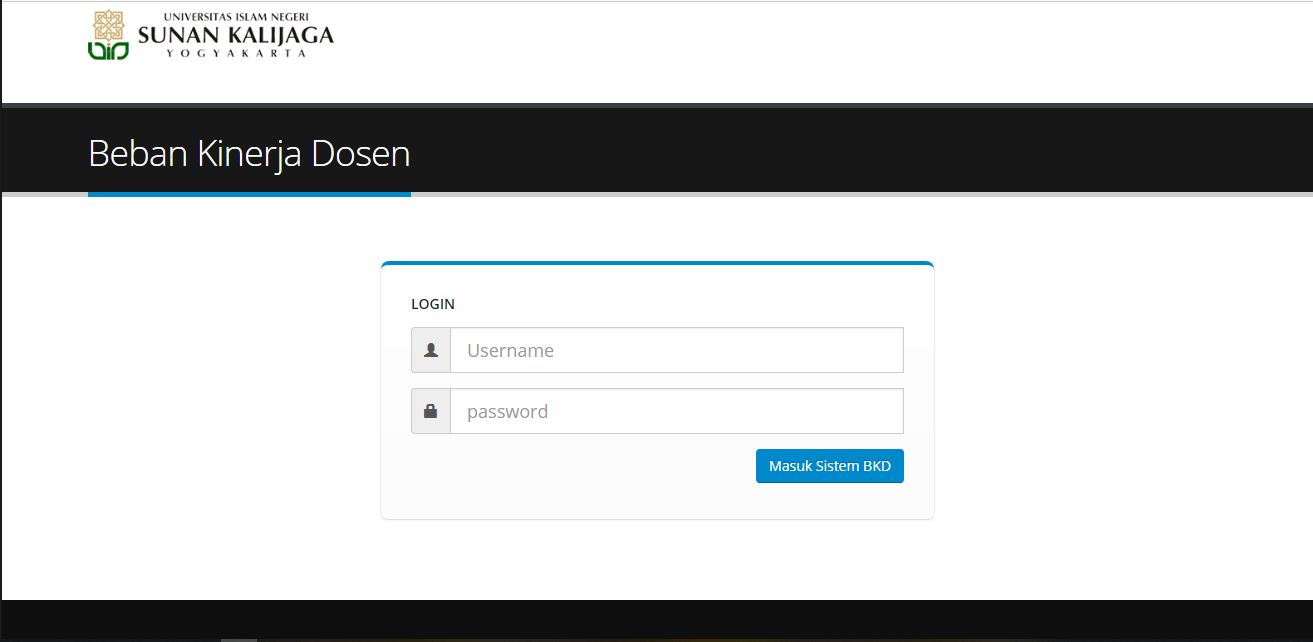 UNIVERSITAS ISLAM NEGERI
SUNAN KALIJAGA
YOGYAKARTA
Beban Kinerja Dosen
LOGIN
Username
password
Masuk Sistem BKD